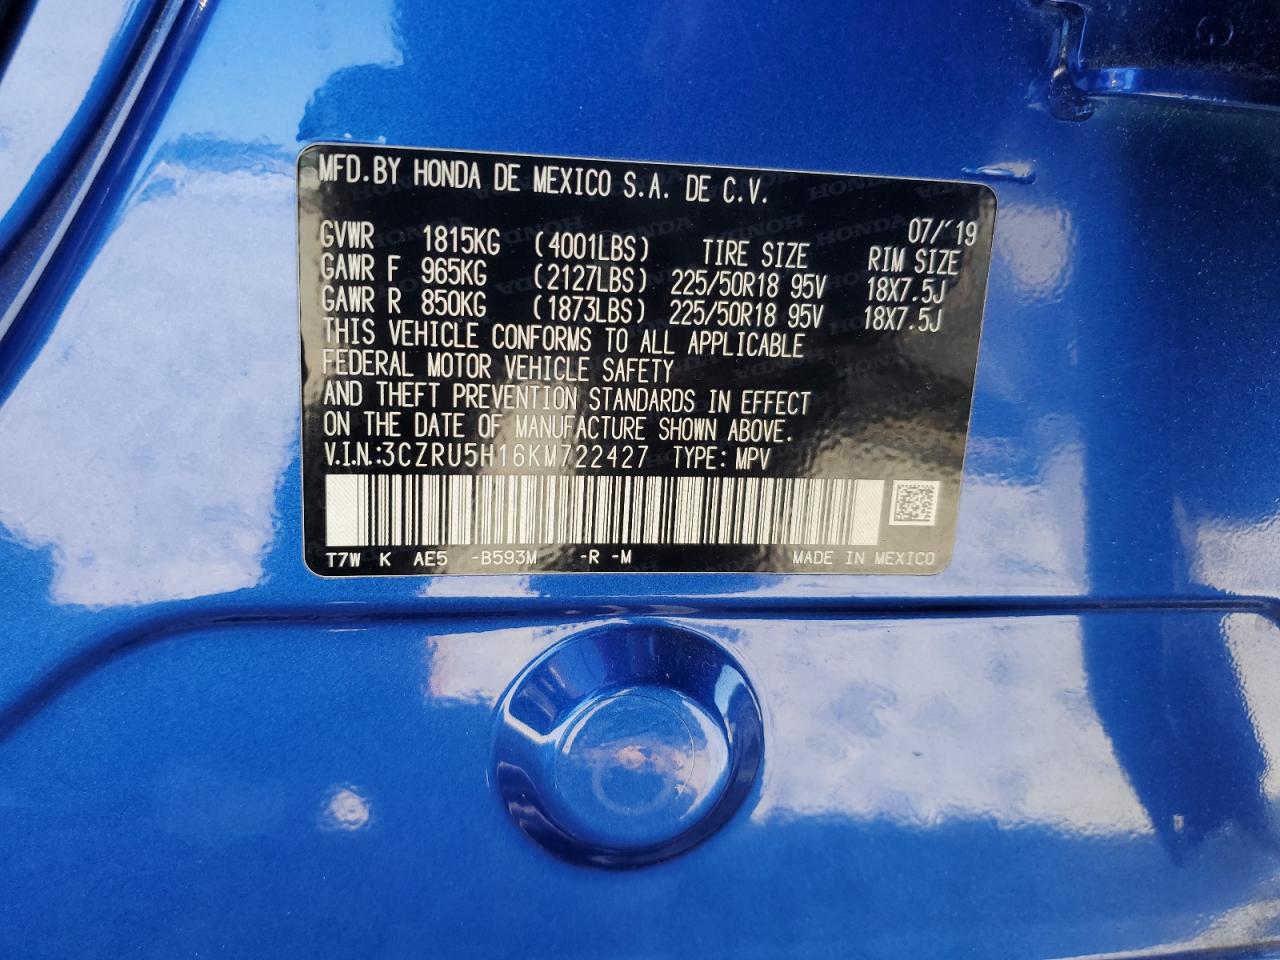 MFD.BY HONDA DE MEXICO S.A. DE C.V.
07/'19
GVWR 1815KG (4001LBS) TIRE SIZE RIM SIZE
GAWR F 965KG (2127LBS) 225/50R18 95V 18X7.5J
GAWR R 850KG (1873LBS) 225/50R18 95V 18X7.5J
THIS VEHICLE CONFORMS TO ALL APPLICABLE
FEDERAL MOTOR VEHICLE SAFETY
AND THEFT PREVENTION STANDARDS IN EFFECT
ON THE DATE OF MANUFACTURE SHOWN ABOVE.
V.I.N.:3CZRU5H16KM722427 TYPE: MPV
T7W K AE5 -B593M -R -M MADE IN MEXICO